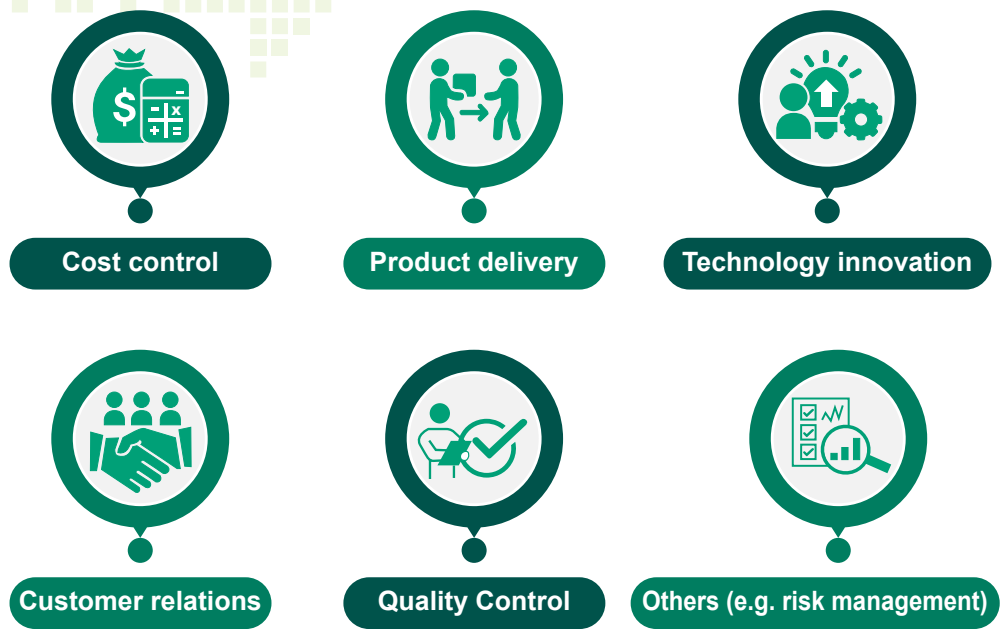 $
Cost control
Product delivery
Technology innovation
Customer relations
Quality Control
Others (e.g. risk management)